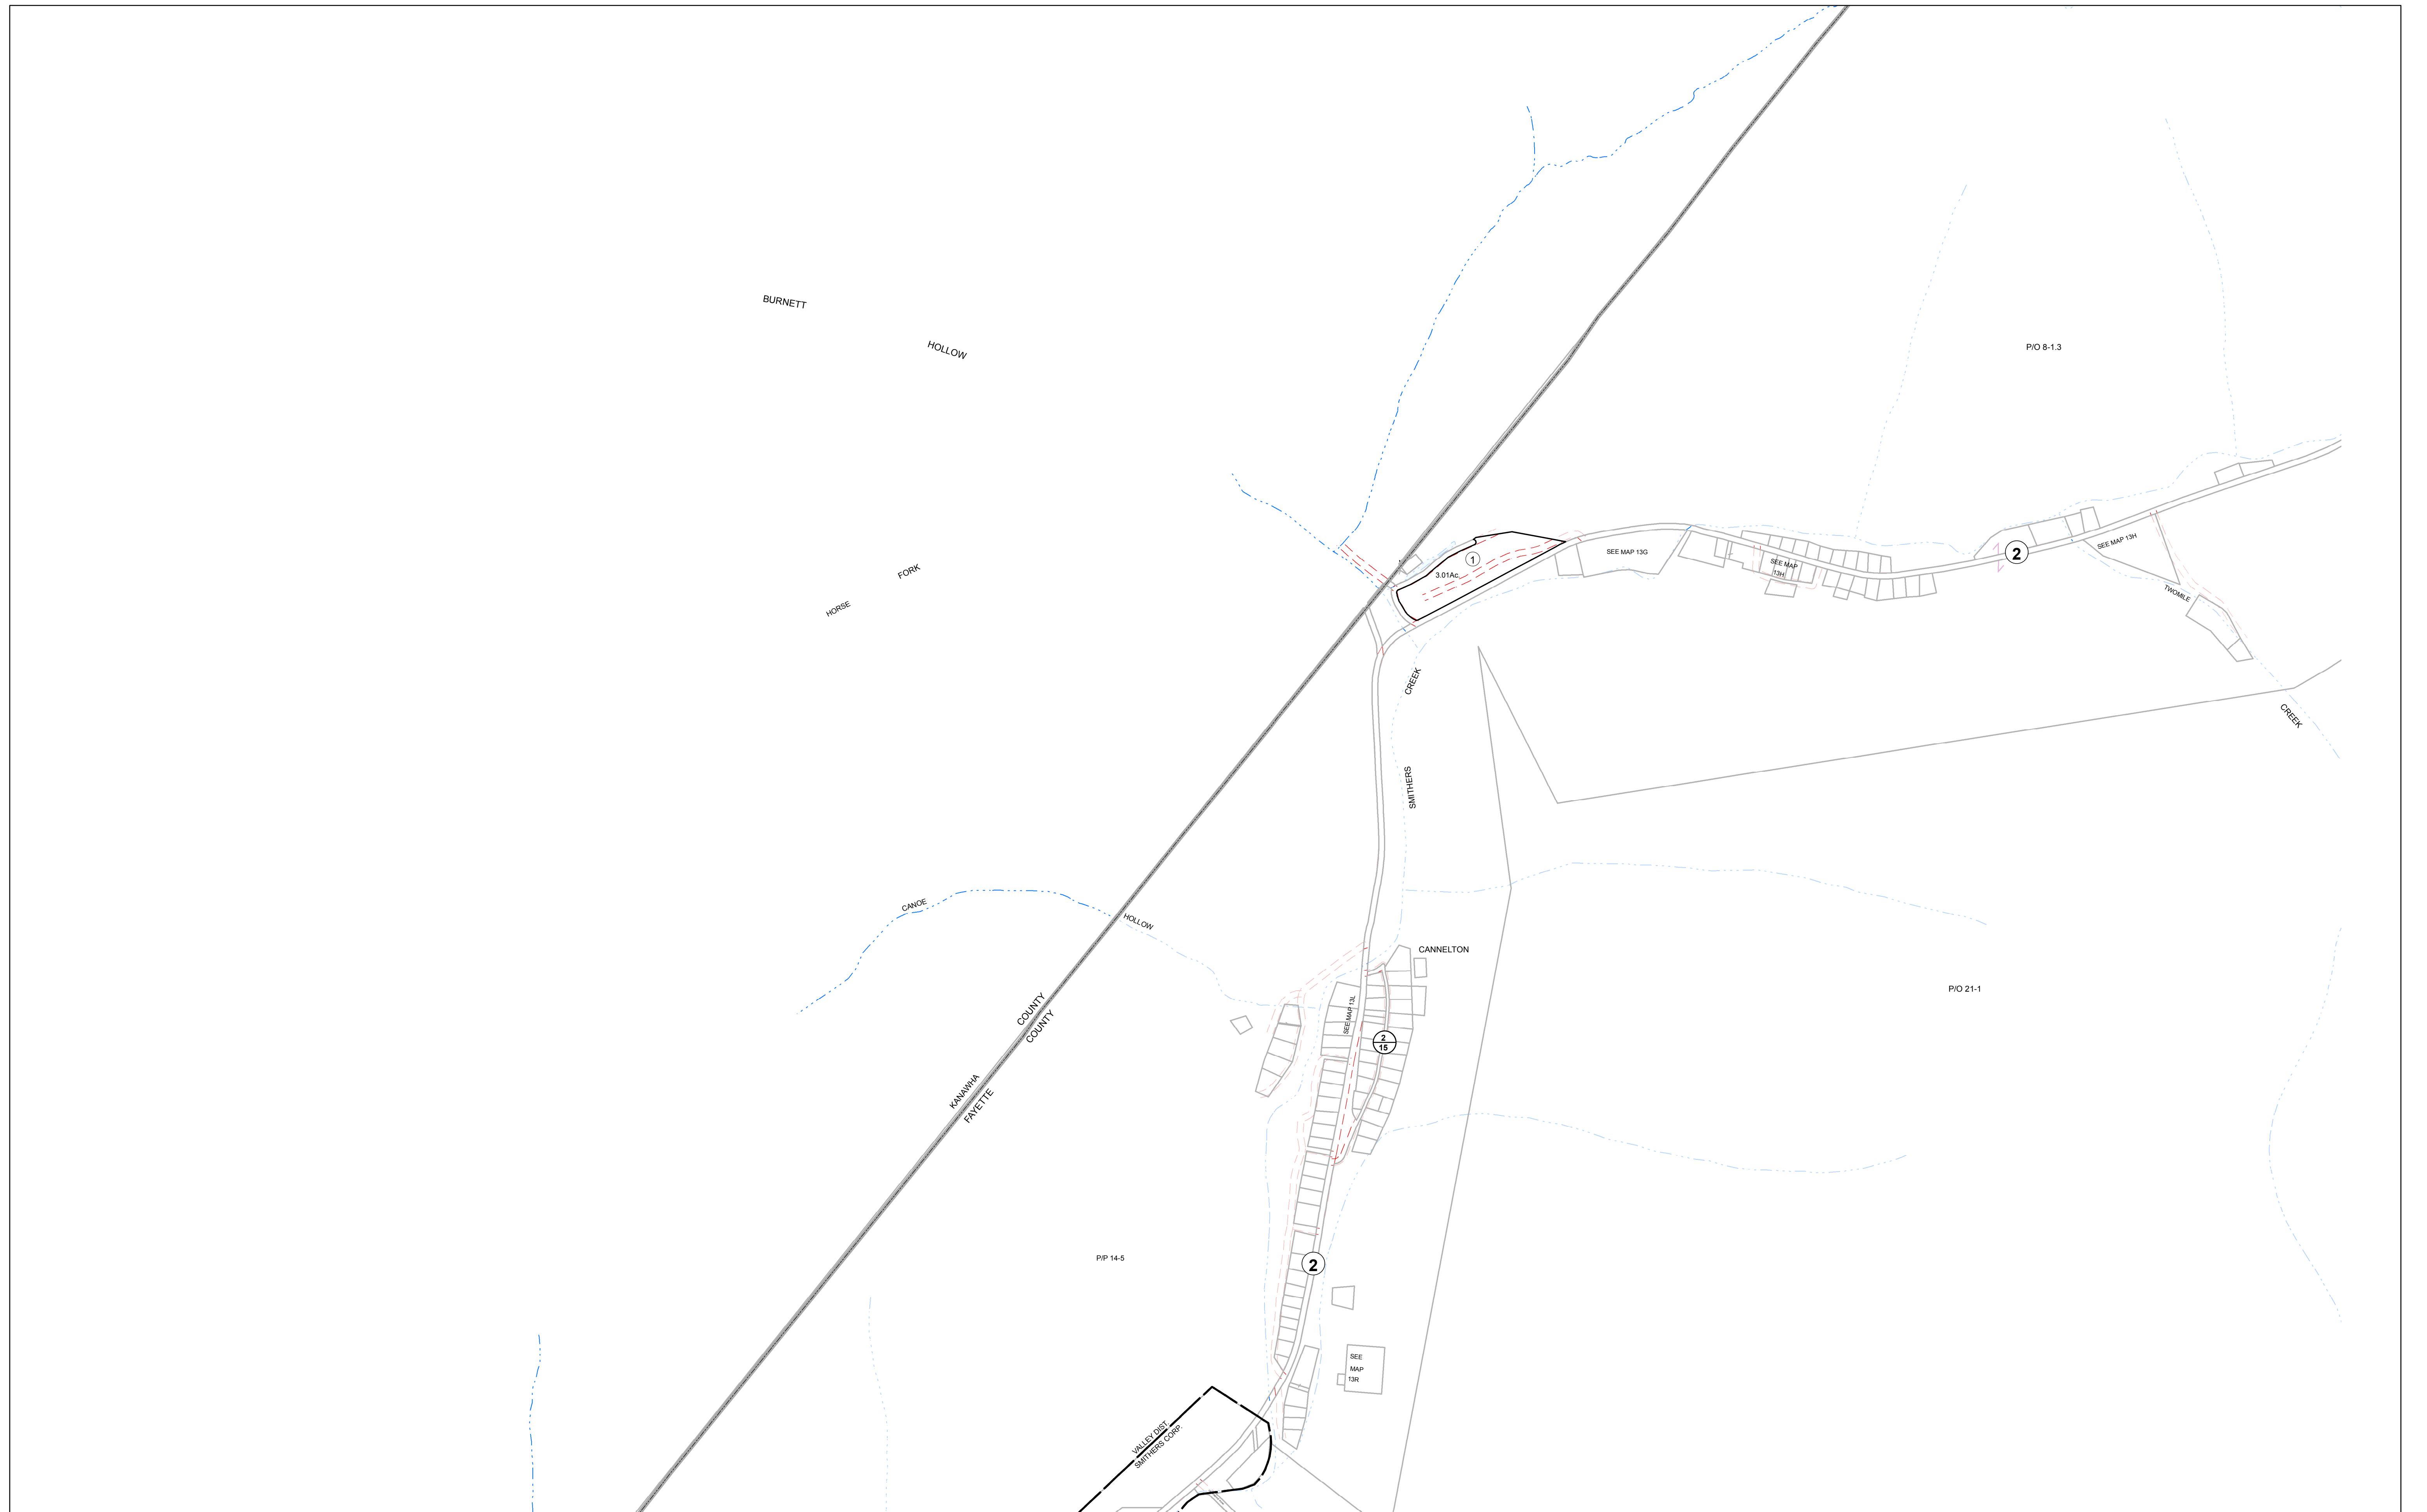 BURNETT
HOLLOW
P/O 8-1.3
HORSE
FORK
1
3.01Ac.
SEE MAP 13G
SEE MAP
13H
2
SEE MAP 13H
TWOMILE
CREEK
CREEK
SMITHERS
CANOE
HOLLOW
CANNELTON
P/O 21-1
SEE MAP 13L
2
15
KANAWHA
COUNTY
FAYETTE
COUNTY
P/P 14-5
2
SEE
MAP
13R
VALLEY DIST.
SMITHERS CORP.